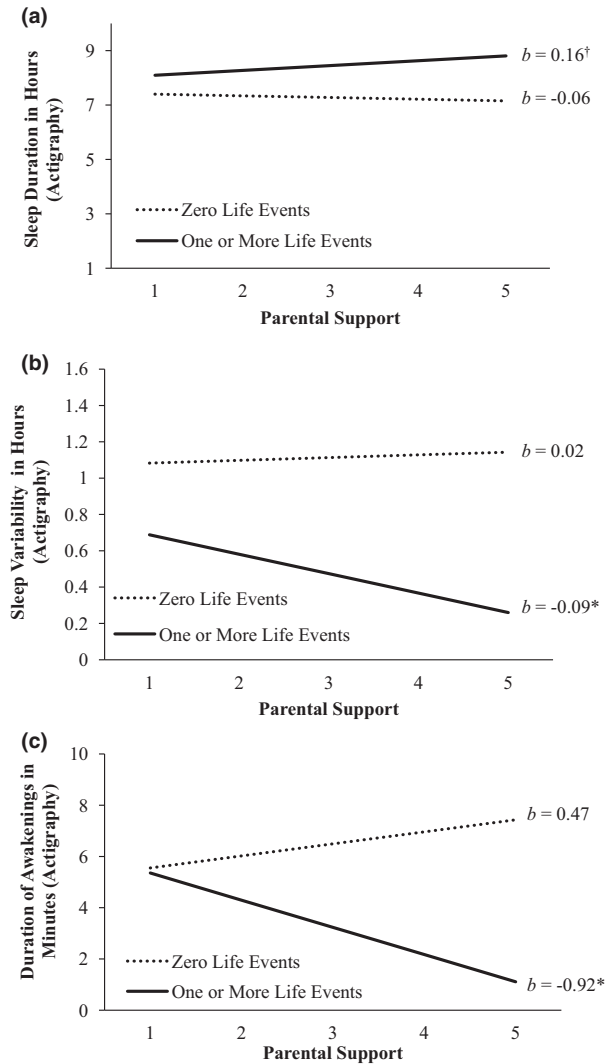 (a)
Sleep Duration in Hours
(Actigraphy)
9
7
5
3
1
b = 0.16†
b = -0.06
Zero Life Events
One or More Life Events
1 2 3 4 5
Parental Support
(b)
Sleep Variability in Hours
(Actigraphy)
1.6
1.4
1.2
1
0.8
0.6
0.4
0.2
0
b = 0.02
b = -0.09*
Zero Life Events
One or More Life Events
1 2 3 4 5
Parental Support
(c)
Duration of Awakenings in
Minutes (Actigraphy)
10
8
6
4
2
0
b = 0.47
b = -0.92*
Zero Life Events
One or More Life Events
1 2 3 4 5
Parental Support